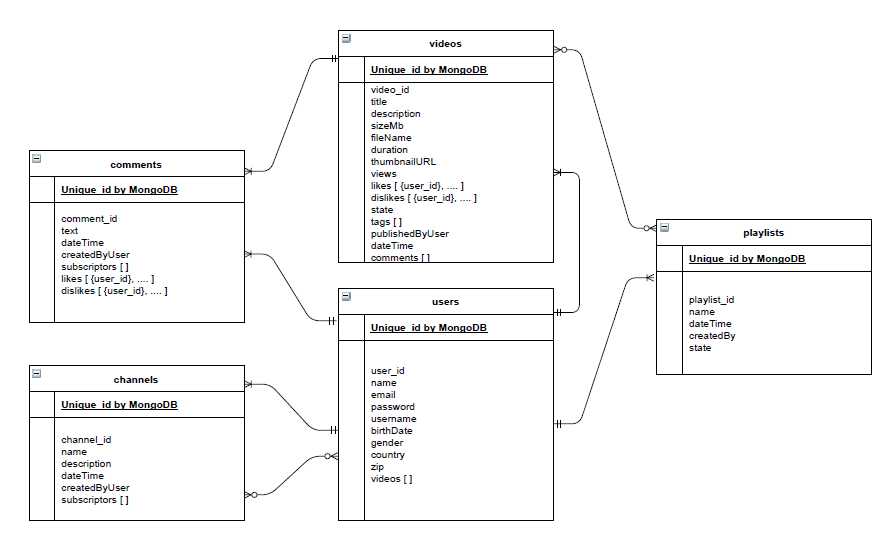 videos
Unique_id by MongoDB
video_id
title
description
sizeMb
fileName
duration
thumbnailURL
views
likes [ {user_id}, .... ]
dislikes [ {user_id}, .... ]
state
tags [ ]
publishedByUser
dateTime
comments [ ]
comments
Unique_id by MongoDB
comment_id
text
dateTime
createdByUser
subscriptors [ ]
likes [ {user_id}, .... ]
dislikes [ {user_id}, .... ]
playlists
Unique_id by MongoDB
playlist_id
name
dateTime
createdBy
state
users
Unique_id by MongoDB
user_id
name
email
password
username
birthDate
gender
country
zip
videos [ ]
channels
Unique_id by MongoDB
channel_id
name
description
dateTime
createdByUser
subscriptors [ ]